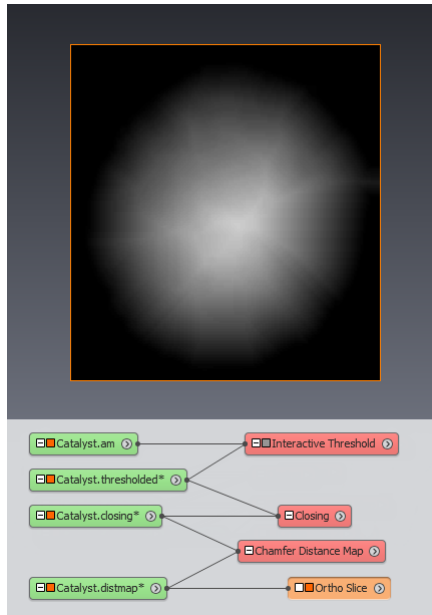 Catalyst.am
Interactive Threshold
Catalyst.thresholded*
Catalyst.closing*
Closing
Chamfer Distance Map
Catalyst.distmap*
Ortho Slice